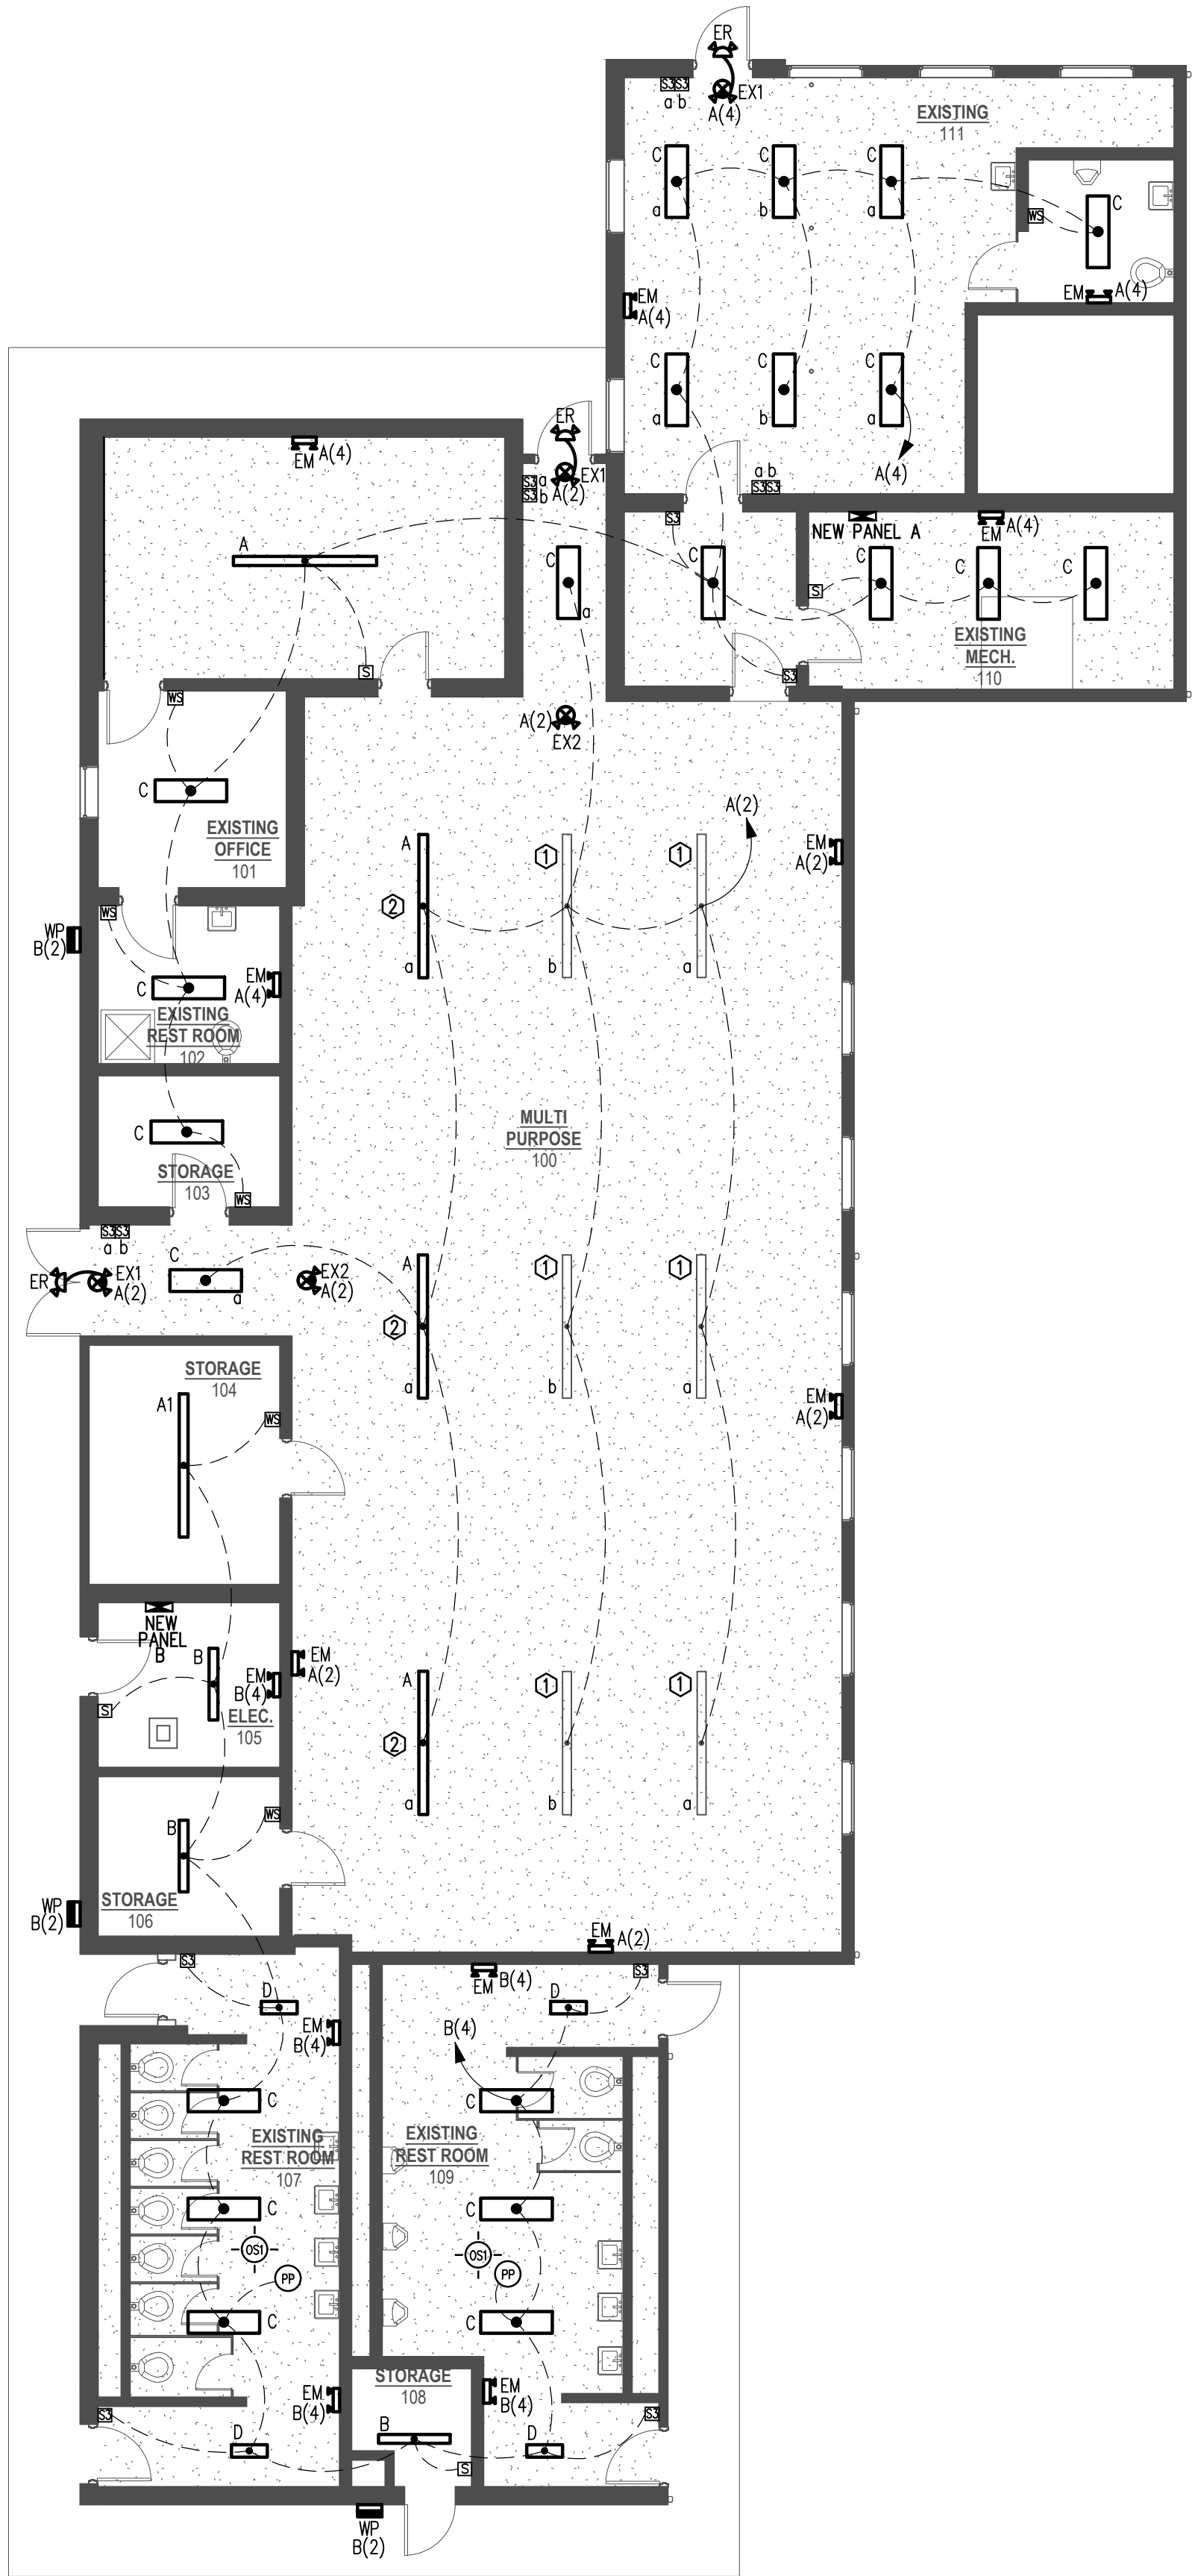 ER
S3 S3
a b
EX1
A(4)
EXISTING
111
C
C
C
C
WS
a
b
a
EM
A(4)
EM
A(4)
C
C
C
a
b
a
A(4)
ER
EX1
A(2)
S3 a
S3 b
EM
A(4)
a b
S3 S3
S3
NEW PANEL A
EM
A(4)
A
C
a
C
C
C
C
S
EXISTING
MECH.
110
S
S3
WS
A(2)
EX2
C
EXISTING
OFFICE
101
A(2)
A
1
1
EM
A(2)
2
WS
WP
B(2)
a
b
a
C
EM
A(4)
EXISTING
REST ROOM
102
MULTI
PURPOSE
100
C
STORAGE
103
WS
S3 S3
a b
C
A
1
1
ER
EX1
A(2)
a
EX2
A(2)
2
STORAGE
104
a
b
a
A1
WS
EM
A(2)
NEW
PANEL
B
B
EM
B(4)
EM
A(2)
A
1
1
S
ELEC.
105
2
a
b
a
B
WS
STORAGE
106
WP
B(2)
EM
A(2)
S3
D
EM
B(4)
EM
B(4)
S3
D
B(4)
C
C
EXISTING
REST ROOM
107
EXISTING
REST ROOM
109
C
C
OS1
PP
OS1
PP
C
C
STORAGE
108
EM
B(4)
EM
B(4)
S3
S3
D
B
D
S
WP
B(2)